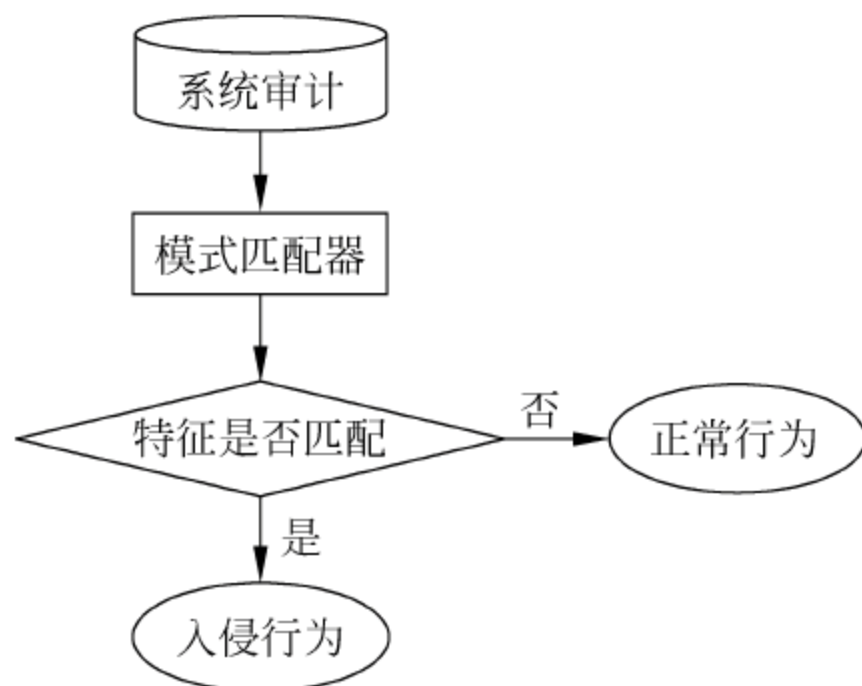 系统审计
模式匹配器
特征是否匹配
否
正常行为
是
入侵行为